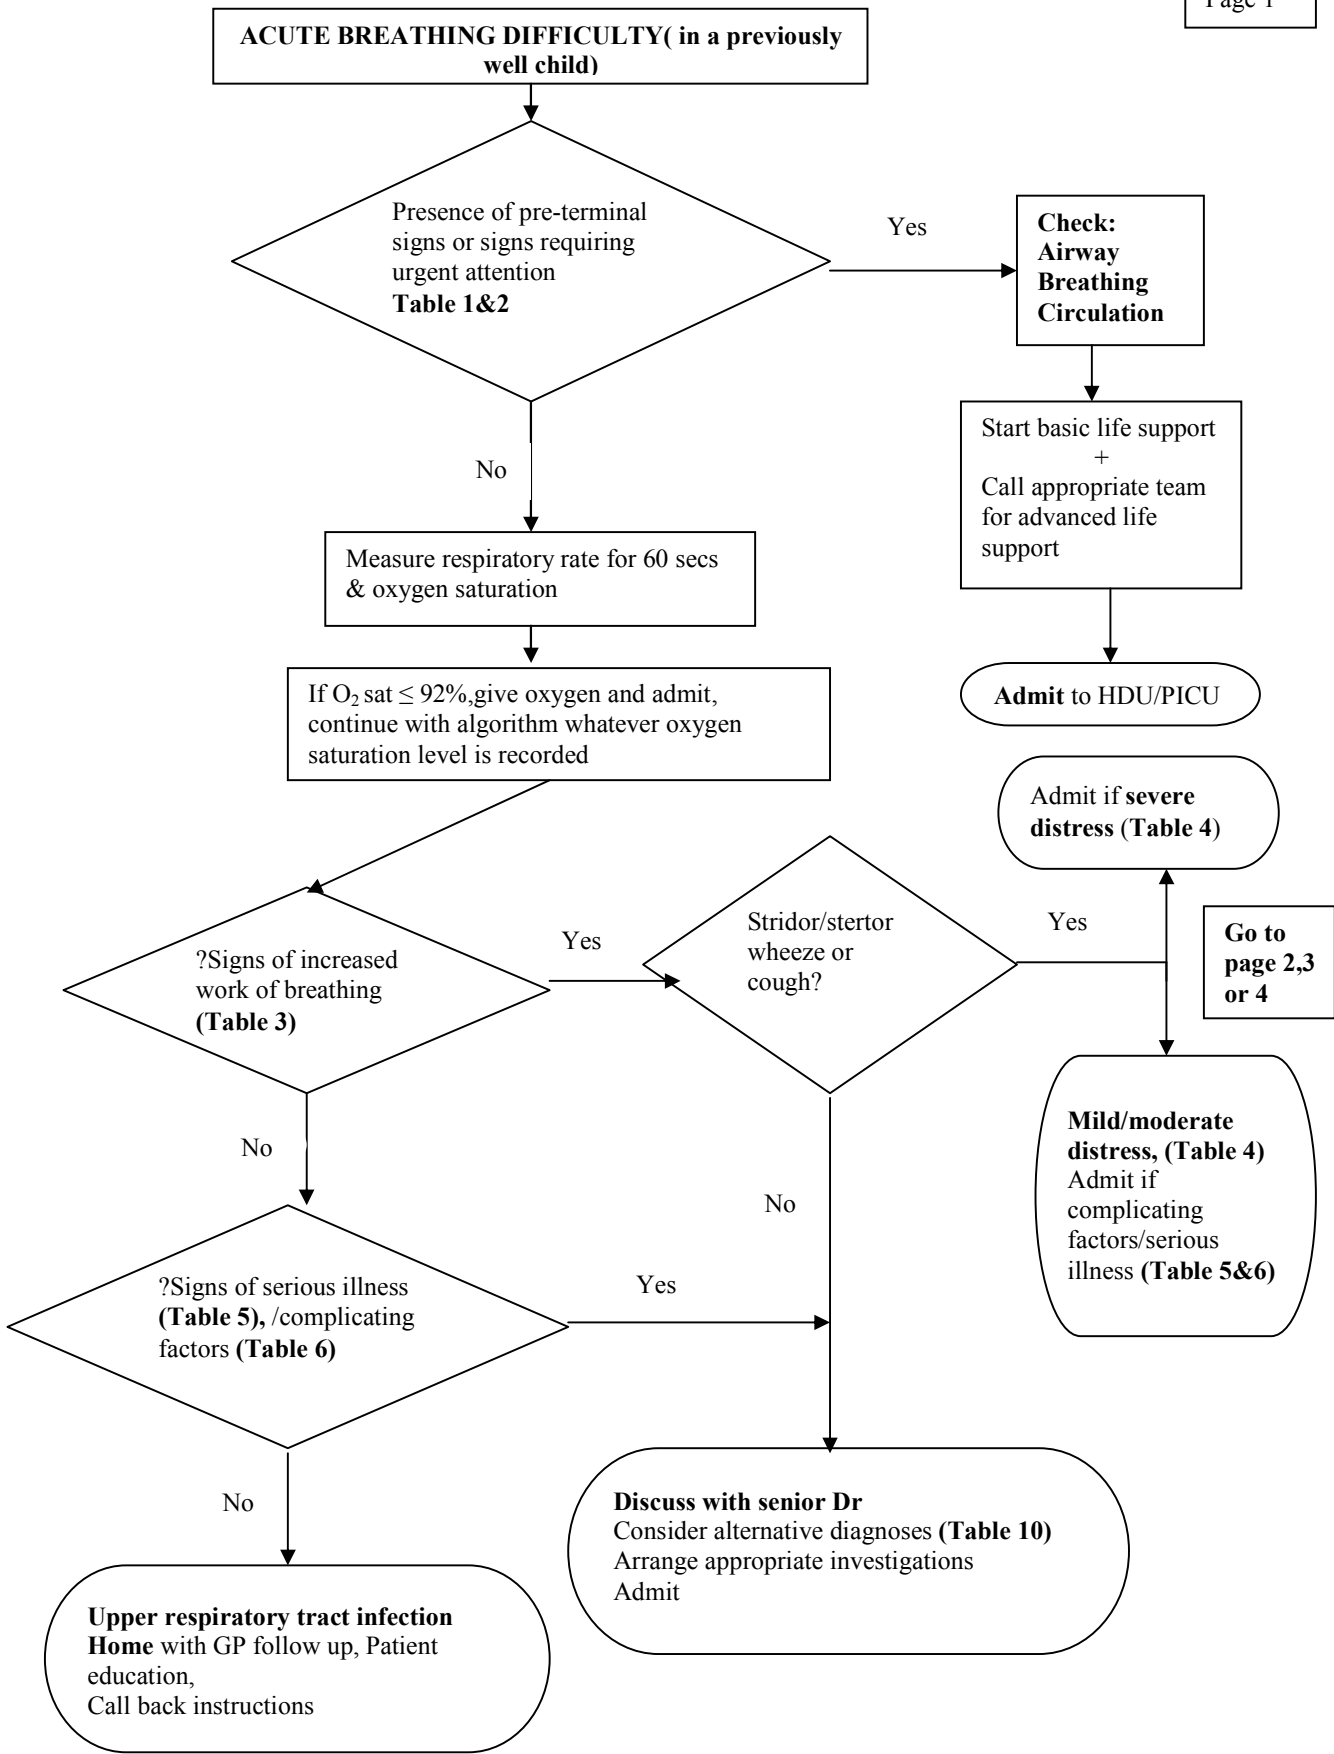 Page 1
ACUTE BREATHING DIFFICULTY( in a previously
well child)
Presence of pre-terminal
signs or signs requiring
urgent attention
Table 1&2
Yes
Check:
Airway
Breathing
Circulation
Start basic life support
+
Call appropriate team
for advanced life
support
Admit to HDU/PICU
No
Measure respiratory rate for 60 secs
& oxygen saturation
If O₂ sat ≤ 92%,give oxygen and admit,
continue with algorithm whatever oxygen
saturation level is recorded
?Signs of increased
work of breathing
(Table 3)
Yes
Stridor/stertor
wheeze or
cough?
Yes
Admit if severe
distress (Table 4)
Go to
page 2,3
or 4
Mild/moderate
distress, (Table 4)
Admit if
complicating
factors/serious
illness (Table 5&6)
No
No
?Signs of serious illness
(Table 5), /complicating
factors (Table 6)
Yes
Discuss with senior Dr
Consider alternative diagnoses (Table 10)
Arrange appropriate investigations
Admit
No
Upper respiratory tract infection
Home with GP follow up, Patient
education,
Call back instructions